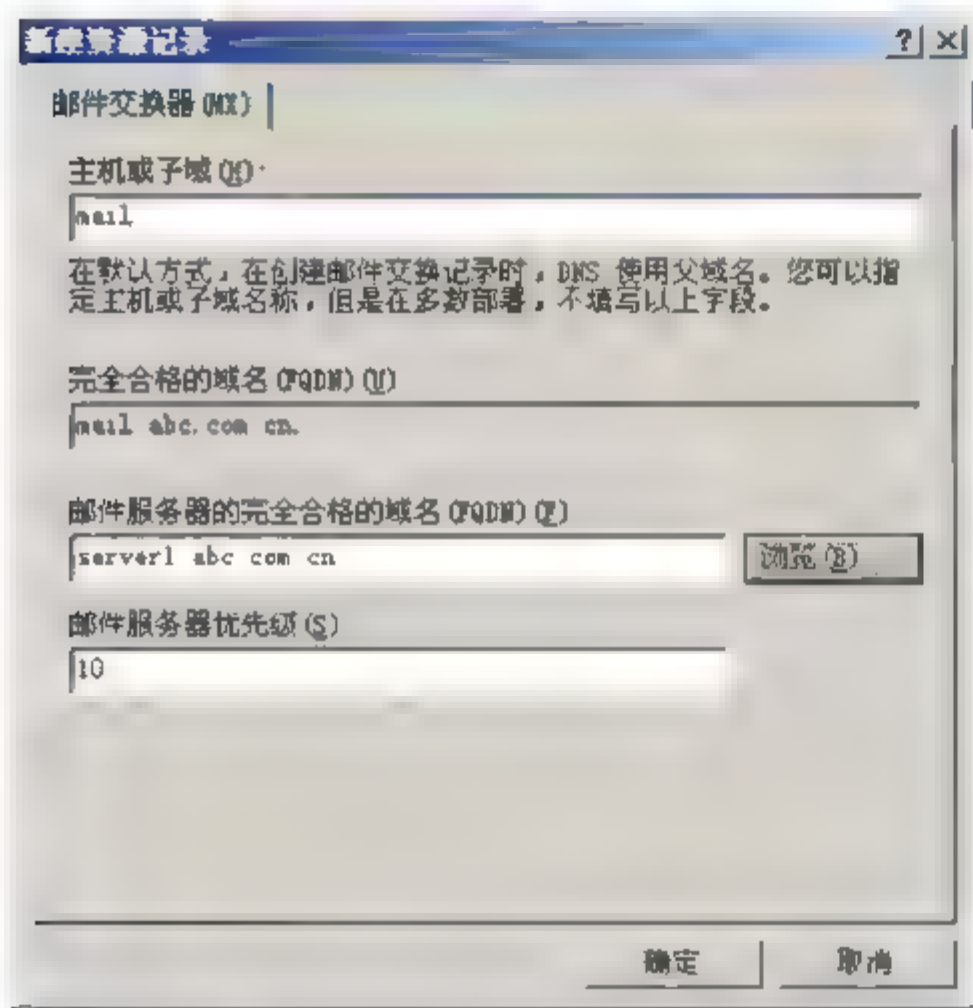 新建资源记录
邮件交换器(MX)
主机或子域(H):
mail
在默认方式,在创建邮件交换记录时,DNS 使用父域名。您可以指
定主机或子域名称,但是在多数部署,不填写以上字段。
完全合格的域名(FQDN)(U)
mail abc.com cn.
邮件服务器的完全合格的域名(FQDN)(F)
server1 abc com cn
浏览(B)
邮件服务器优先级(S)
10
确定
取消